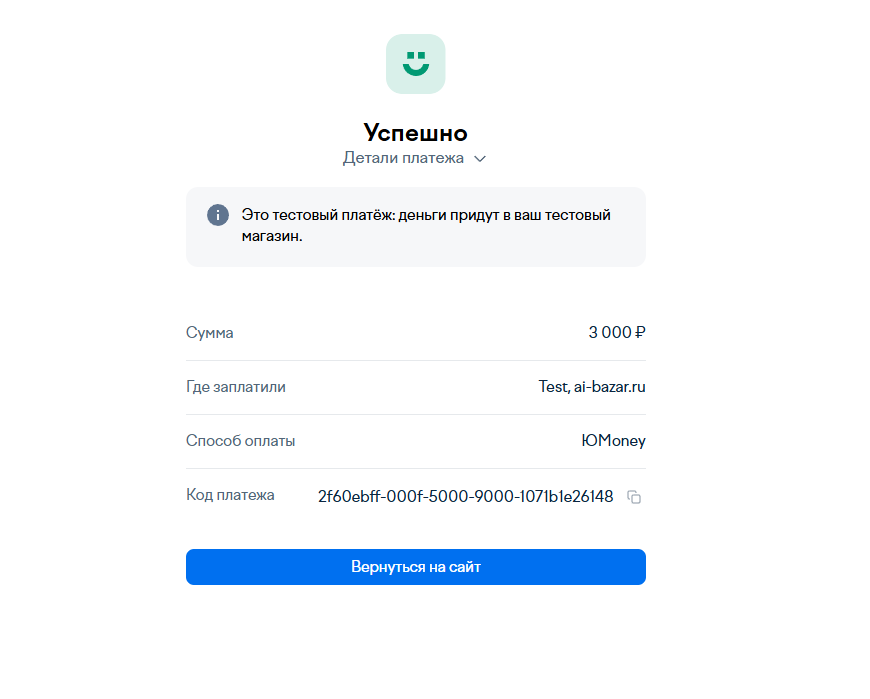 Успешно
Детали платежа
Это тестовый платёж: деньги придут в ваш тестовый
магазин.
Сумма 3 000 ₽
Где заплатили Test, ai-bazar.ru
Способ оплаты ЮMoney
Код платежа 2f60ebff-000f-5000-9000-1071b1e26148
Вернуться на сайт